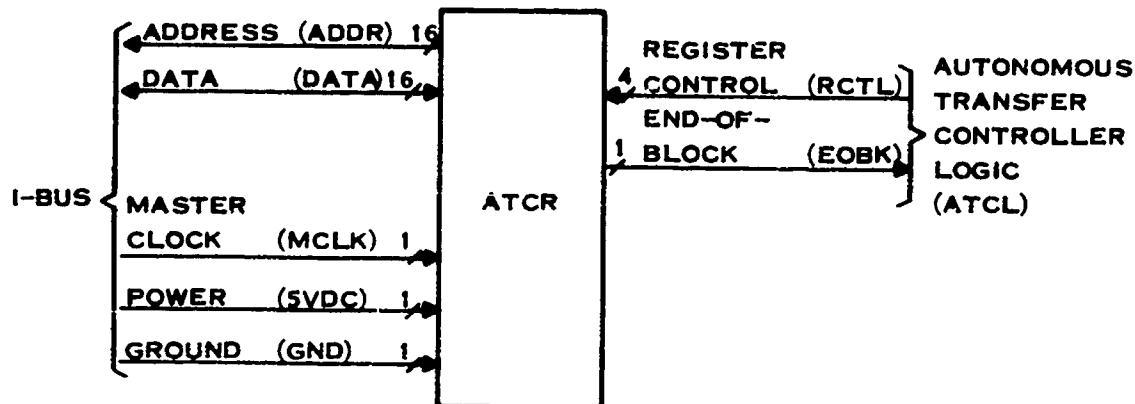 ADDRESS (ADDR) 16
DATA (DATA) 16
I-BUS
MASTER
CLOCK (MCLK) 1
POWER (5VDC) 1
GROUND (GND) 1
ATCR
REGISTER
4 CONTROL (RCTL)
END-OF-
1 BLOCK (EOBK)
AUTONOMOUS
TRANSFER
CONTROLLER
LOGIC
(ATCL)